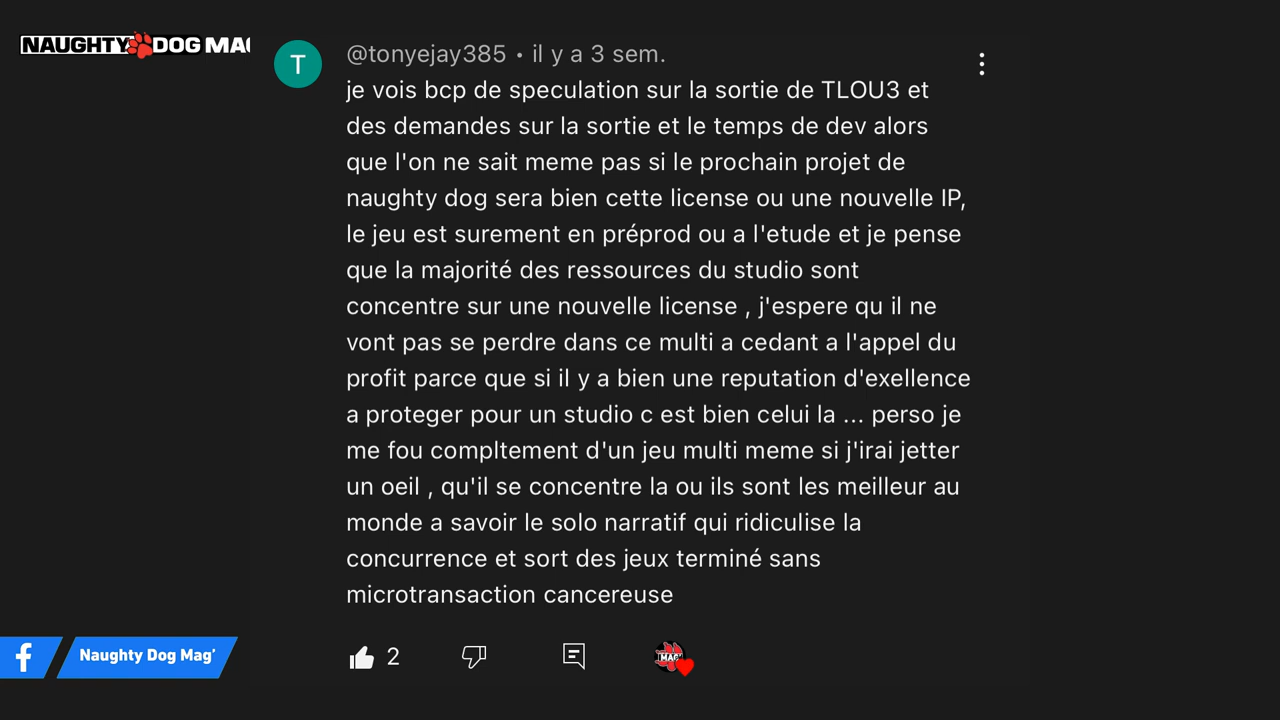 NAUGHTY DOG MAG
@tonyejay385 • il y a 3 sem.
T
je vois bcp de speculation sur la sortie de TLOU3 et
des demandes sur la sortie et le temps de dev alors
que l'on ne sait meme pas si le prochain projet de
naughty dog sera bien cette license ou une nouvelle IP,
le jeu est surement en préprod ou a l'etude et je pense
que la majorité des ressources du studio sont
concentre sur une nouvelle license , j'espere qu il ne
vont pas se perdre dans ce multi a cedant a l'appel du
profit parce que si il y a bien une reputation d'exellence
a proteger pour un studio c est bien celui la ... perso je
me fou compltement d'un jeu multi meme si j'irai jetter
un oeil , qu'il se concentre la ou ils sont les meilleur au
monde a savoir le solo narratif qui ridiculise la
concurrence et sort des jeux terminé sans
microtransaction cancereuse
2
MAG'
f
Naughty Dog Mag'